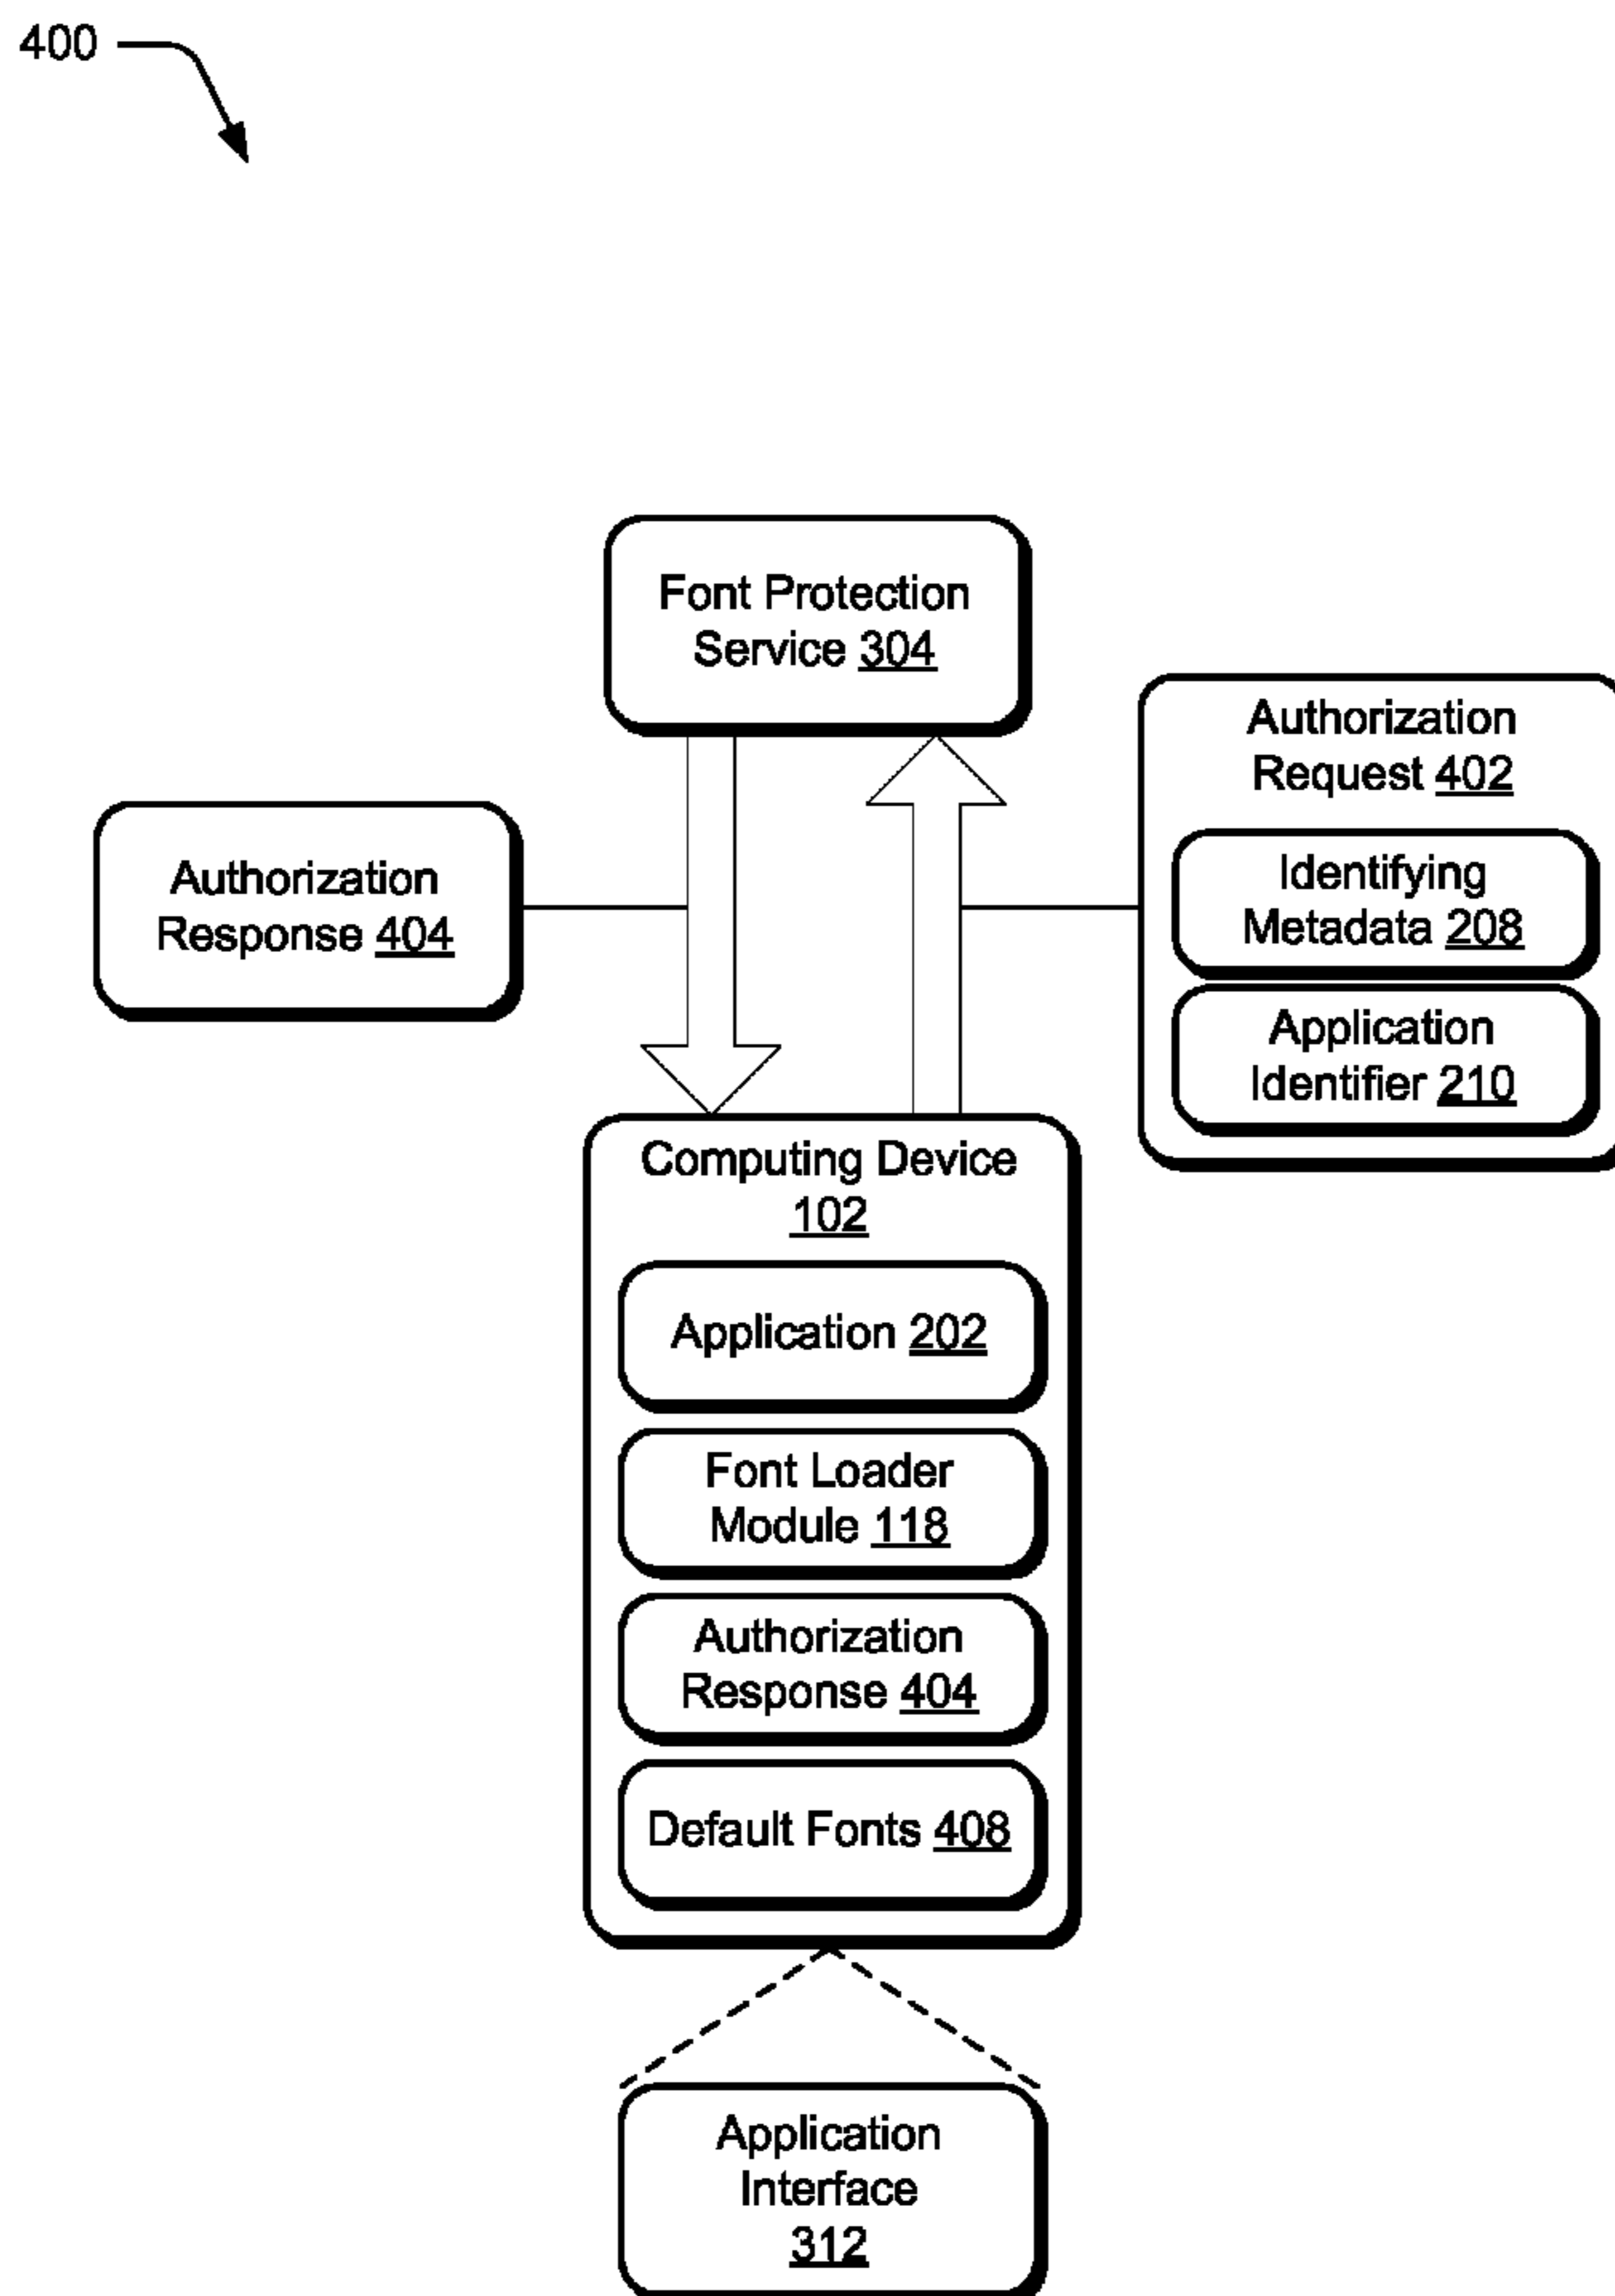 400
Font Protection
Service 304
Authorization
Request 402
Identifying
Metadata 208
Application
Identifier 210
Authorization
Response 404
Computing Device
102
Application 202
Font Loader
Module 118
Authorization
Response 404
Default Fonts 408
Application
Interface
312